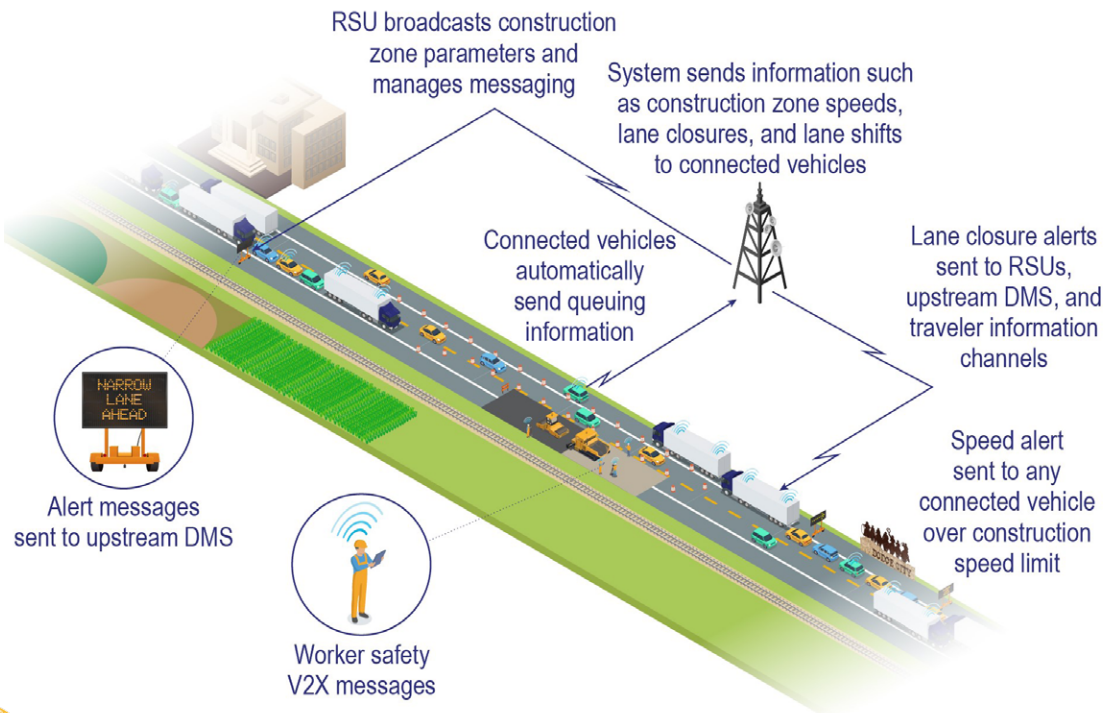 RSU broadcasts construction
zone parameters and
manages messaging
System sends information such
as construction zone speeds,
lane closures, and lane shifts
to connected vehicles
Connected vehicles
automatically
send queuing
information
Lane closure alerts
sent to RSUs,
upstream DMS, and
traveler information
channels
NARROW
LANE
AHEAD
Alert messages
sent to upstream DMS
Speed alert
sent to any
connected vehicle
over construction
speed limit
DODGE CITY
Worker safety
V2X messages